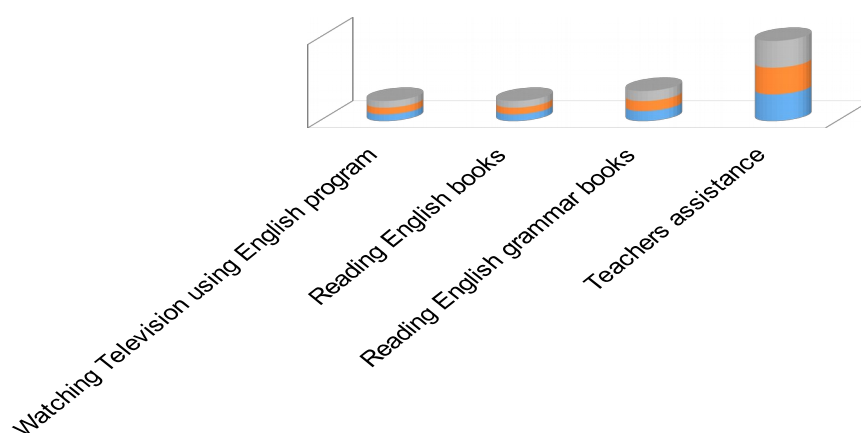 Watching Television using English program
Reading English books
Reading English grammar books
Teachers assistance